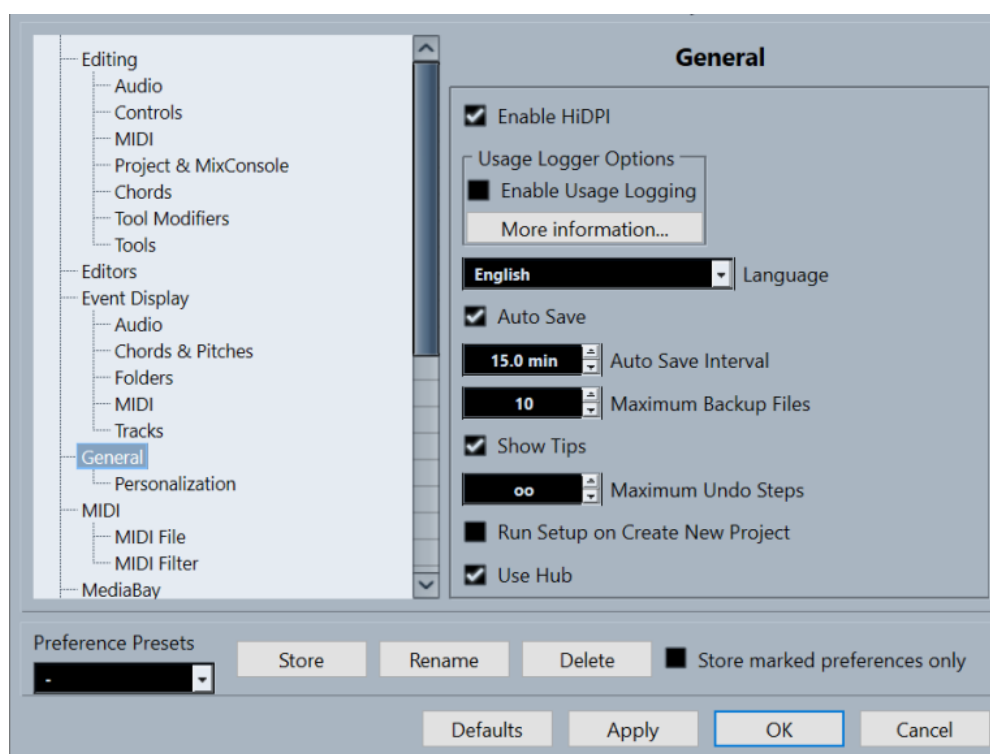 Editing
Audio
Controls
MIDI
Project & MixConsole
Chords
Tool Modifiers
Tools
Editors
Event Display
Audio
Chords & Pitches
Folders
MIDI
Tracks
General
Personalization
MIDI
MIDI File
MIDI Filter
MediaBay
General
Enable HiDPI
Usage Logger Options
Enable Usage Logging
More information...
English Language
Auto Save
15.0 min Auto Save Interval
10 Maximum Backup Files
Show Tips
oo Maximum Undo Steps
Run Setup on Create New Project
Use Hub
Preference Presets
- Store Rename Delete Store marked preferences only
Defaults Apply OK Cancel